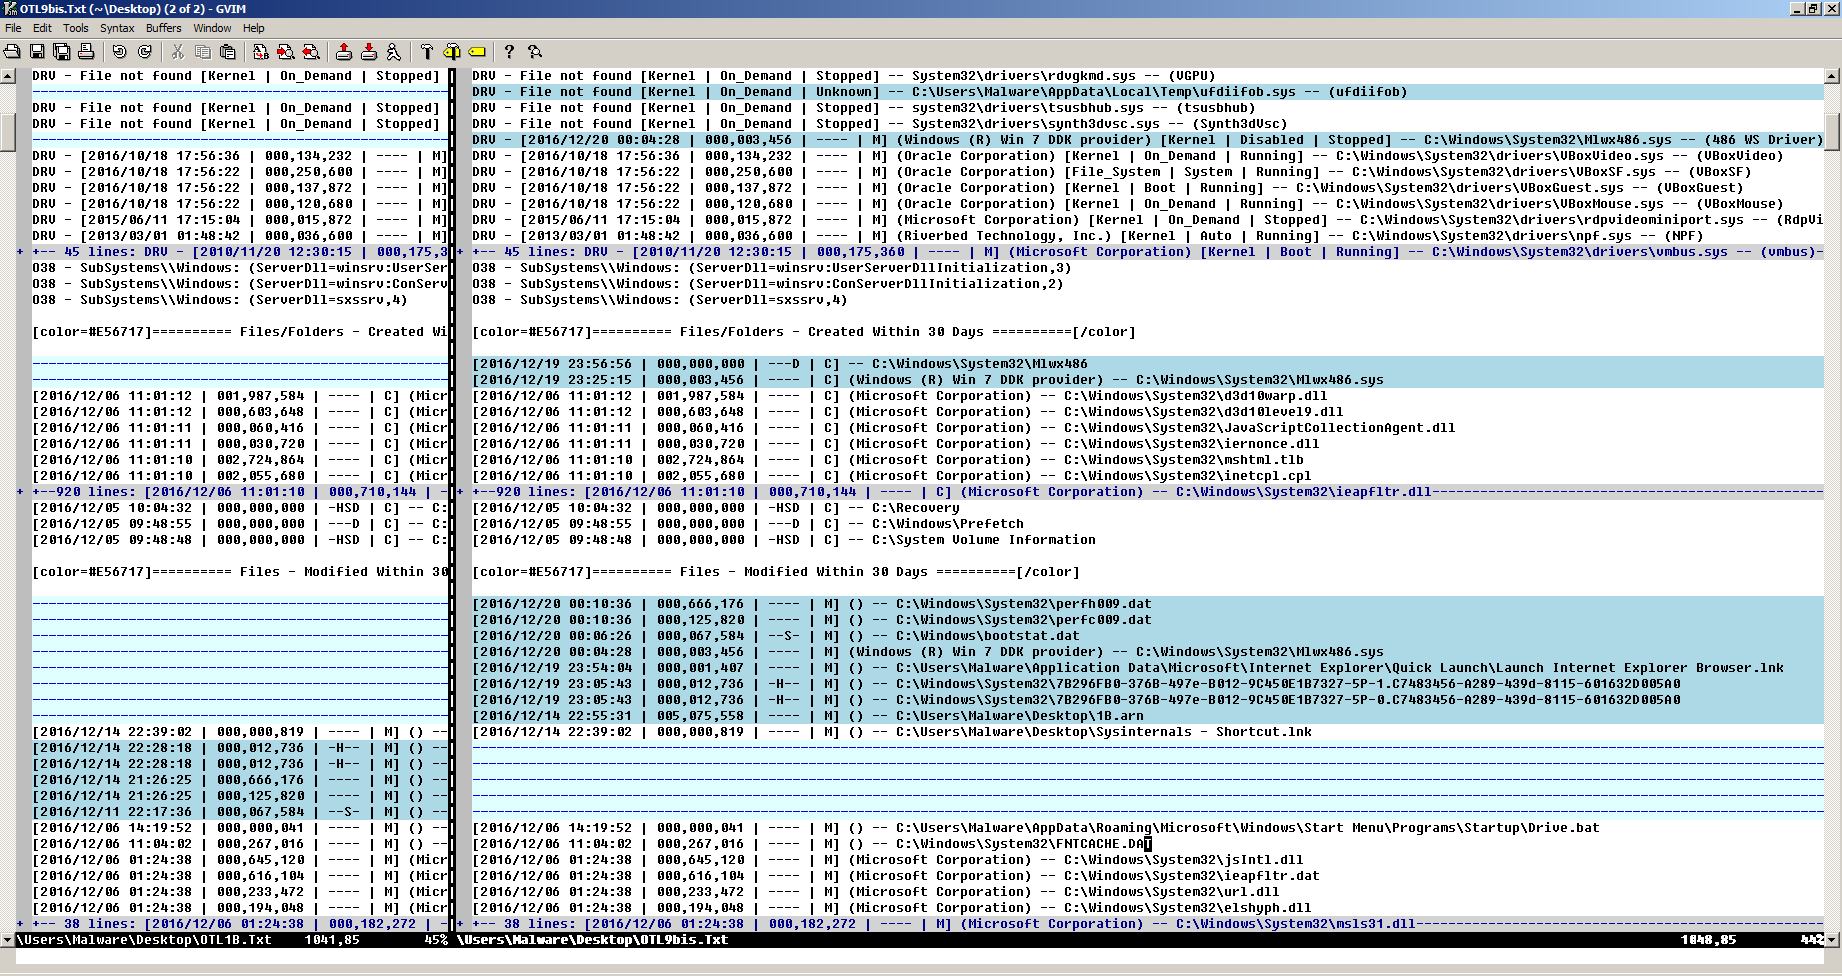 OTL9bis.Txt (~\Desktop) (2 of 2) - GVIM
File Edit Tools Syntax Buffers Window Help
DRV - File not found [Kernel | On_Demand | Stopped]
DRV - File not found [Kernel | On_Demand | Stopped]
DRV - File not found [Kernel | On_Demand | Stopped]
DRV - [2016/10/18 17:56:36 | 000,134,232 | ---- | M]
DRV - [2016/10/18 17:56:22 | 000,250,600 | ---- | M]
DRV - [2016/10/18 17:56:22 | 000,137,872 | ---- | M]
DRV - [2016/10/18 17:56:22 | 000,120,680 | ---- | M]
DRV - [2015/06/11 17:15:04 | 000,015,872 | ---- | M]
DRV - [2013/03/01 01:48:42 | 000,036,600 | ---- | M]
+ +-- 45 lines: DRV - [2010/11/20 12:30:15 | 000,175,3
O38 - SubSystems\\Windows: (ServerDll=winsrv:UserSer
O38 - SubSystems\\Windows: (ServerDll=winsrv:ConServ
O38 - SubSystems\\Windows: (ServerDll=sxssrv,4)
[color=#E56717]========== Files/Folders - Created Wi
[2016/12/06 11:01:12 | 001,987,584 | ---- | C] (Micr
[2016/12/06 11:01:12 | 000,603,648 | ---- | C] (Micr
[2016/12/06 11:01:11 | 000,060,416 | ---- | C] (Micr
[2016/12/06 11:01:11 | 000,030,720 | ---- | C] (Micr
[2016/12/06 11:01:10 | 002,724,864 | ---- | C] (Micr
[2016/12/06 11:01:10 | 002,055,680 | ---- | C] (Micr
+ +--920 lines: [2016/12/06 11:01:10 | 000,710,144 | -
[2016/12/05 10:04:32 | 000,000,000 | -HSD | C] -- C:
[2016/12/05 09:48:55 | 000,000,000 | ---D | C] -- C:
[2016/12/05 09:48:48 | 000,000,000 | -HSD | C] -- C:
[color=#E56717]========== Files - Modified Within 30
[2016/12/14 22:39:02 | 000,000,819 | ---- | M] () --
[2016/12/14 22:28:18 | 000,012,736 | -H-- | M] () --
[2016/12/14 22:28:18 | 000,012,736 | -H-- | M] () --
[2016/12/14 21:26:25 | 000,666,176 | ---- | M] () --
[2016/12/14 21:26:25 | 000,125,820 | ---- | M] () --
[2016/12/11 22:17:36 | 000,067,584 | --S- | M] () --
[2016/12/06 14:19:52 | 000,000,041 | ---- | M] () --
[2016/12/06 11:04:02 | 000,267,016 | ---- | M] () --
[2016/12/06 01:24:38 | 000,645,120 | ---- | M] (Micr
[2016/12/06 01:24:38 | 000,616,104 | ---- | M] (Micr
[2016/12/06 01:24:38 | 000,233,472 | ---- | M] (Micr
[2016/12/06 01:24:38 | 000,194,048 | ---- | M] (Micr
+ +-- 38 lines: [2016/12/06 01:24:38 | 000,182,272 | -
\Users\Malware\Desktop\OTL1B.Txt 1041,85 45%
DRV - File not found [Kernel | On_Demand | Stopped] -- System32\drivers\rdvgkmd.sys -- (VGPU)
DRV - File not found [Kernel | On_Demand | Unknown] -- C:\Users\Malware\AppData\Local\Temp\ufdiifob.sys -- (ufdiifob)
DRV - File not found [Kernel | On_Demand | Stopped] -- system32\drivers\tsusbhub.sys -- (tsusbhub)
DRV - File not found [Kernel | On_Demand | Stopped] -- System32\drivers\synth3dvsc.sys -- (Synth3dVsc)
DRV - [2016/12/20 00:04:28 | 000,003,456 | ---- | M] (Windows (R) Win 7 DDK provider) [Kernel | Disabled | Stopped] -- C:\Windows\System32\Mlwx486.sys -- (486 WS Driver)
DRV - [2016/10/18 17:56:36 | 000,134,232 | ---- | M] (Oracle Corporation) [Kernel | On_Demand | Running] -- C:\Windows\System32\drivers\VBoxVideo.sys -- (VBoxVideo)
DRV - [2016/10/18 17:56:22 | 000,250,600 | ---- | M] (Oracle Corporation) [File_System | System | Running] -- C:\Windows\System32\drivers\VBoxSF.sys -- (VBoxSF)
DRV - [2016/10/18 17:56:22 | 000,137,872 | ---- | M] (Oracle Corporation) [Kernel | Boot | Running] -- C:\Windows\System32\drivers\VBoxGuest.sys -- (VBoxGuest)
DRV - [2016/10/18 17:56:22 | 000,120,680 | ---- | M] (Oracle Corporation) [Kernel | On_Demand | Running] -- C:\Windows\System32\drivers\VBoxMouse.sys -- (VBoxMouse)
DRV - [2015/06/11 17:15:04 | 000,015,872 | ---- | M] (Microsoft Corporation) [Kernel | On_Demand | Stopped] -- C:\Windows\System32\drivers\rdpvideominiport.sys -- (RdpVi
DRV - [2013/03/01 01:48:42 | 000,036,600 | ---- | M] (Riverbed Technology, Inc.) [Kernel | Auto | Running] -- C:\Windows\System32\drivers\npf.sys -- (NPF)
+ +-- 45 lines: DRV - [2010/11/20 12:30:15 | 000,175,360 | ---- | M] (Microsoft Corporation) [Kernel | Boot | Running] -- C:\Windows\System32\drivers\vmbus.sys -- (vmbus)-
O38 - SubSystems\\Windows: (ServerDll=winsrv:UserServerDllInitialization,3)
O38 - SubSystems\\Windows: (ServerDll=winsrv:ConServerDllInitialization,2)
O38 - SubSystems\\Windows: (ServerDll=sxssrv,4)
[color=#E56717]========== Files/Folders - Created Within 30 Days ==========[/color]
[2016/12/19 23:56:56 | 000,000,000 | ---D | C] -- C:\Windows\System32\Mlwx486
[2016/12/19 23:25:15 | 000,003,456 | ---- | C] (Windows (R) Win 7 DDK provider) -- C:\Windows\System32\Mlwx486.sys
[2016/12/06 11:01:12 | 001,987,584 | ---- | C] (Microsoft Corporation) -- C:\Windows\System32\d3d10warp.dll
[2016/12/06 11:01:12 | 000,603,648 | ---- | C] (Microsoft Corporation) -- C:\Windows\System32\d3d10level9.dll
[2016/12/06 11:01:11 | 000,060,416 | ---- | C] (Microsoft Corporation) -- C:\Windows\System32\JavaScriptCollectionAgent.dll
[2016/12/06 11:01:11 | 000,030,720 | ---- | C] (Microsoft Corporation) -- C:\Windows\System32\iernonce.dll
[2016/12/06 11:01:10 | 002,724,864 | ---- | C] (Microsoft Corporation) -- C:\Windows\System32\mshtml.tlb
[2016/12/06 11:01:10 | 002,055,680 | ---- | C] (Microsoft Corporation) -- C:\Windows\System32\inetcpl.cpl
+ +--920 lines: [2016/12/06 11:01:10 | 000,710,144 | ---- | C] (Microsoft Corporation) -- C:\Windows\System32\ieapfltr.dll
[2016/12/05 10:04:32 | 000,000,000 | -HSD | C] -- C:\Recovery
[2016/12/05 09:48:55 | 000,000,000 | ---D | C] -- C:\Windows\Prefetch
[2016/12/05 09:48:48 | 000,000,000 | -HSD | C] -- C:\System Volume Information
[color=#E56717]========== Files - Modified Within 30 Days ==========[/color]
[2016/12/20 00:10:36 | 000,666,176 | ---- | M] () -- C:\Windows\System32\perfh009.dat
[2016/12/20 00:10:36 | 000,125,820 | ---- | M] () -- C:\Windows\System32\perfc009.dat
[2016/12/20 00:06:26 | 000,067,584 | --S- | M] () -- C:\Windows\bootstat.dat
[2016/12/20 00:04:28 | 000,003,456 | ---- | M] (Windows (R) Win 7 DDK provider) -- C:\Windows\System32\Mlwx486.sys
[2016/12/19 23:54:04 | 000,001,407 | ---- | M] () -- C:\Users\Malware\Application Data\Microsoft\Internet Explorer\Quick Launch\Launch Internet Explorer Browser.lnk
[2016/12/19 23:05:43 | 000,012,736 | -H-- | M] () -- C:\Windows\System32\7B296FB0-376B-497e-B012-9C450E1B7327-5P-1.C7483456-A289-439d-8115-601632D005A0
[2016/12/19 23:05:43 | 000,012,736 | -H-- | M] () -- C:\Windows\System32\7B296FB0-376B-497e-B012-9C450E1B7327-5P-0.C7483456-A289-439d-8115-601632D005A0
[2016/12/14 22:55:31 | 005,075,558 | ---- | M] () -- C:\Users\Malware\Desktop\1B.arn
[2016/12/14 22:39:02 | 000,000,819 | ---- | M] () -- C:\Users\Malware\Desktop\Sysinternals - Shortcut.lnk
[2016/12/06 14:19:52 | 000,000,041 | ---- | M] () -- C:\Users\Malware\AppData\Roaming\Microsoft\Windows\Start Menu\Programs\Startup\Drive.bat
[2016/12/06 11:04:02 | 000,267,016 | ---- | M] () -- C:\Windows\System32\FNTCACHE.DAT
[2016/12/06 01:24:38 | 000,645,120 | ---- | M] (Microsoft Corporation) -- C:\Windows\System32\jsIntl.dll
[2016/12/06 01:24:38 | 000,616,104 | ---- | M] (Microsoft Corporation) -- C:\Windows\System32\ieapfltr.dat
[2016/12/06 01:24:38 | 000,233,472 | ---- | M] (Microsoft Corporation) -- C:\Windows\System32\url.dll
[2016/12/06 01:24:38 | 000,194,048 | ---- | M] (Microsoft Corporation) -- C:\Windows\System32\elshyph.dll
+ +-- 38 lines: [2016/12/06 01:24:38 | 000,182,272 | ---- | M] (Microsoft Corporation) -- C:\Windows\System32\msls31.dll
\Users\Malware\Desktop\OTL9bis.Txt 1048,85 44%